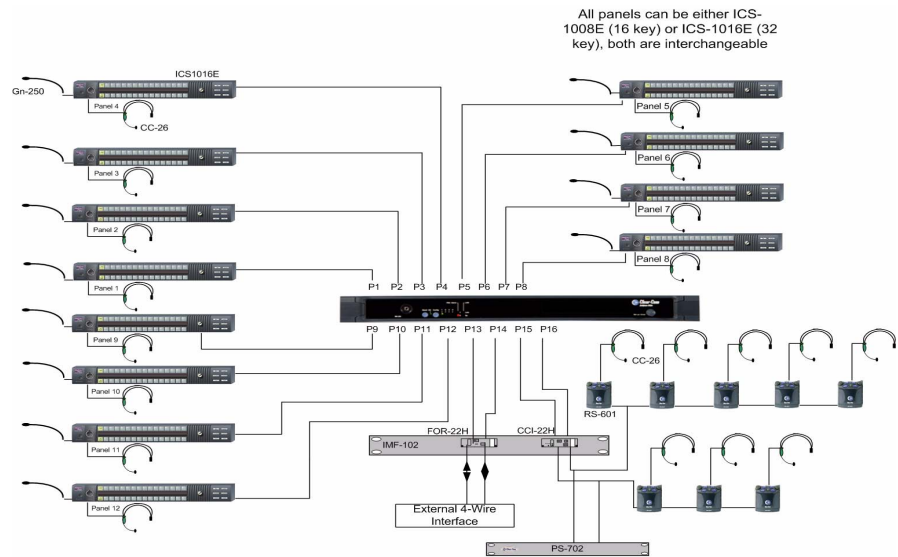 All panels can be either ICS-
1008E (16 key) or ICS-1016E (32
key), both are interchangeable
ICS1016E
Gn-250
Panel 4
CC-26
Panel 3
Panel 2
Panel 1
Panel 9
Panel 10
Panel 11
Panel 12
Panel 5
Panel 6
Panel 7
Panel 8
P1 P2 P3 P4 P5 P6 P7 P8
Clear-Com
P9 P10 P11 P12 P13 P14 P15 P16
CC-26
RS-601
FOR-22H
CCI-22H
IMF-102
External 4-Wire
Interface
PS-702